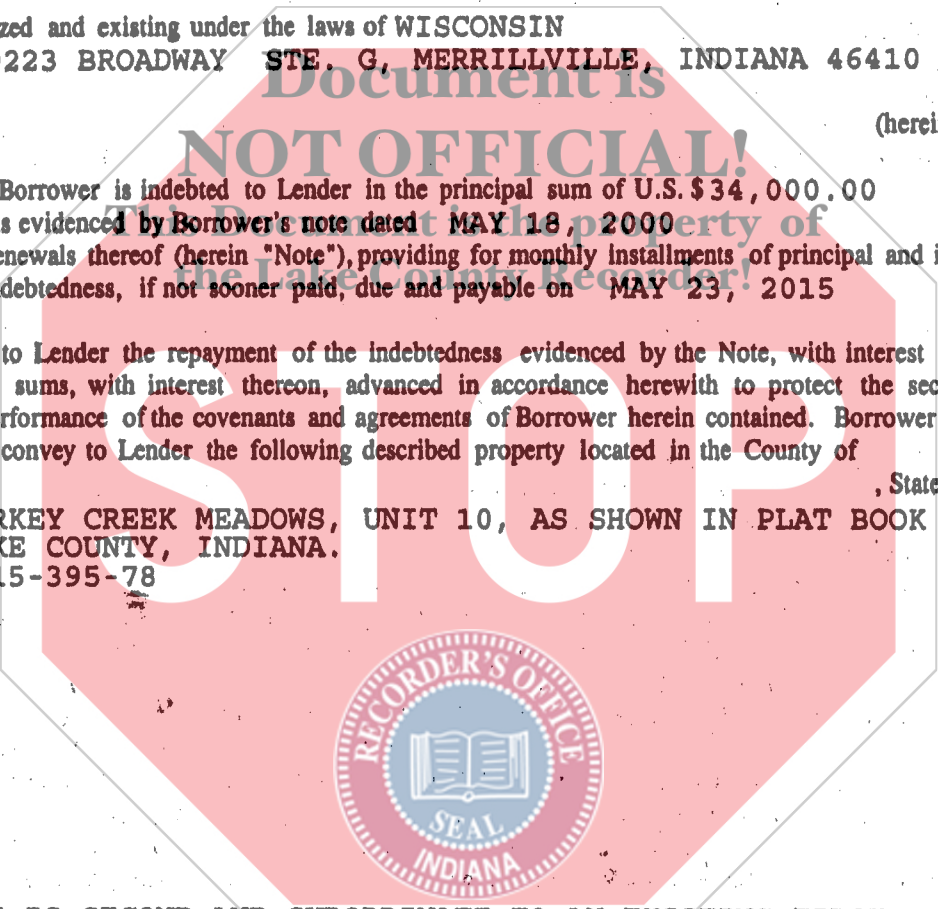 zed and existing under the laws of WISCONSIN
223 BROADWAY STE. G, MERRILLVILLE, INDIANA 46410
Document is
(herei
NOT OFFICIAL!
Borrower is indebted to Lender in the principal sum of U.S. $34,000.00
s evidenced by Borrower's note dated MAY 18, 2000
This Document is the property of
enewals thereof (herein "Note"), providing for monthly installments of principal and i
the Lake County Recorder!
debtedness, if not sooner paid, due and payable on MAY 23, 2015
to Lender the repayment of the indebtedness evidenced by the Note, with interest
sums, with interest thereon, advanced in accordance herewith to protect the sec
rformance of the covenants and agreements of Borrower herein contained. Borrower
convey to Lender the following described property located in the County of
, State
RKEY CREEK MEADOWS, UNIT 10, AS SHOWN IN PLAT BOOK
KE COUNTY, INDIANA.
15-395-78
STOP
RECORDER'S OFFICE
SEAL
INDIANA